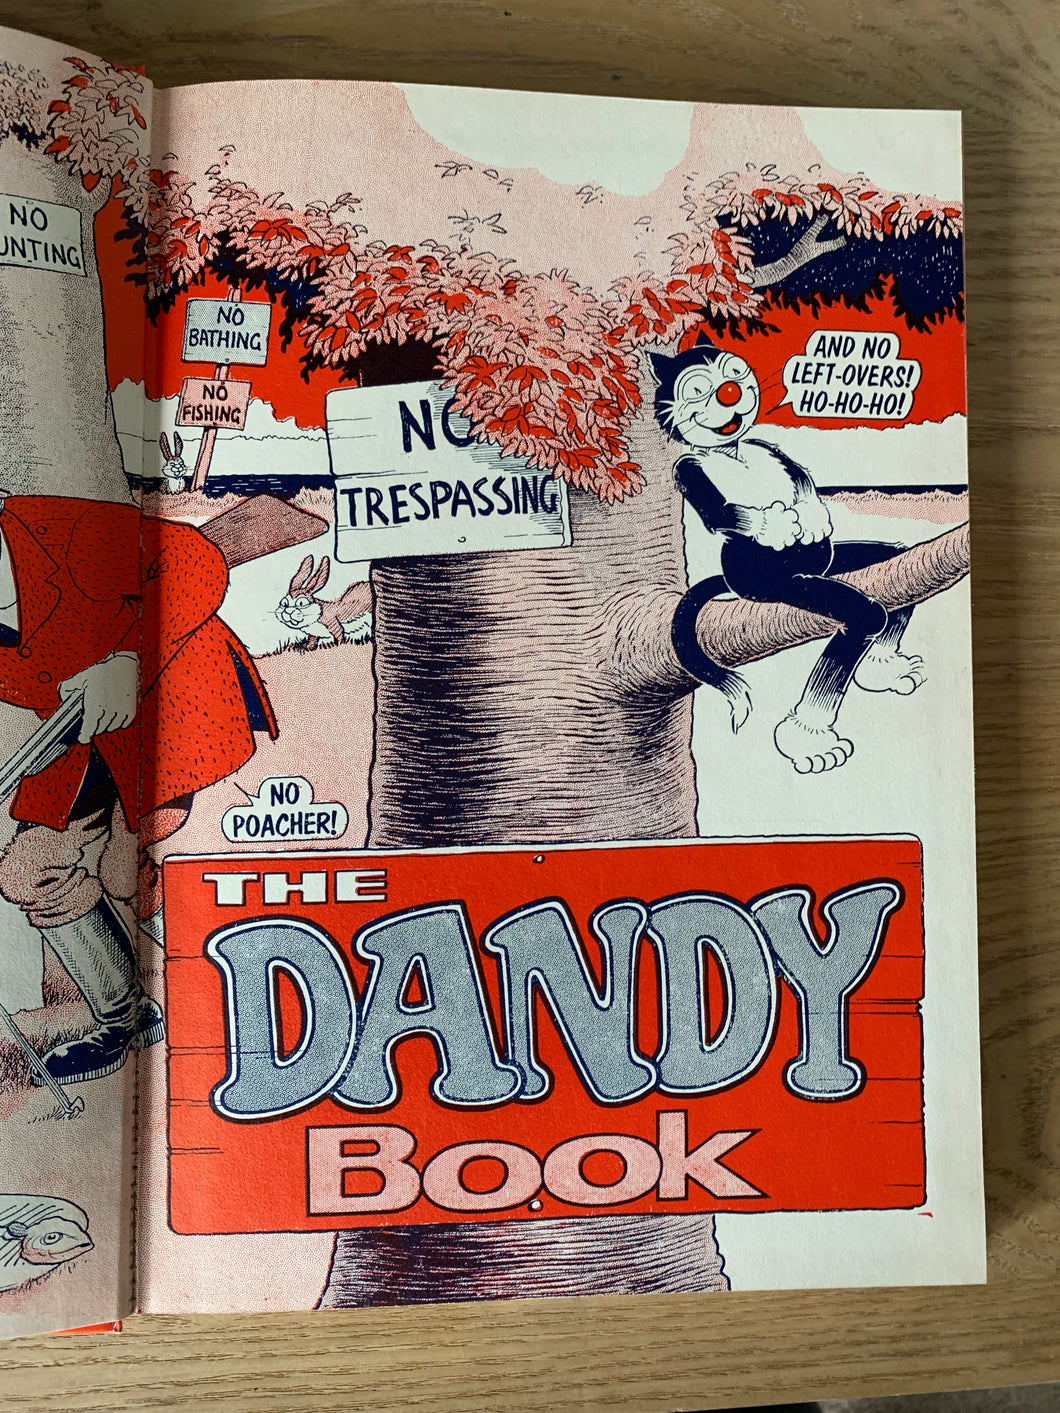 NO
UNTING
NO
BATHING
NO
FISHING
NO
TRESPASSING
AND NO
LEFT-OVERS!
HO-HO-HO!
NO
POACHER!
THE
DANDY
Book